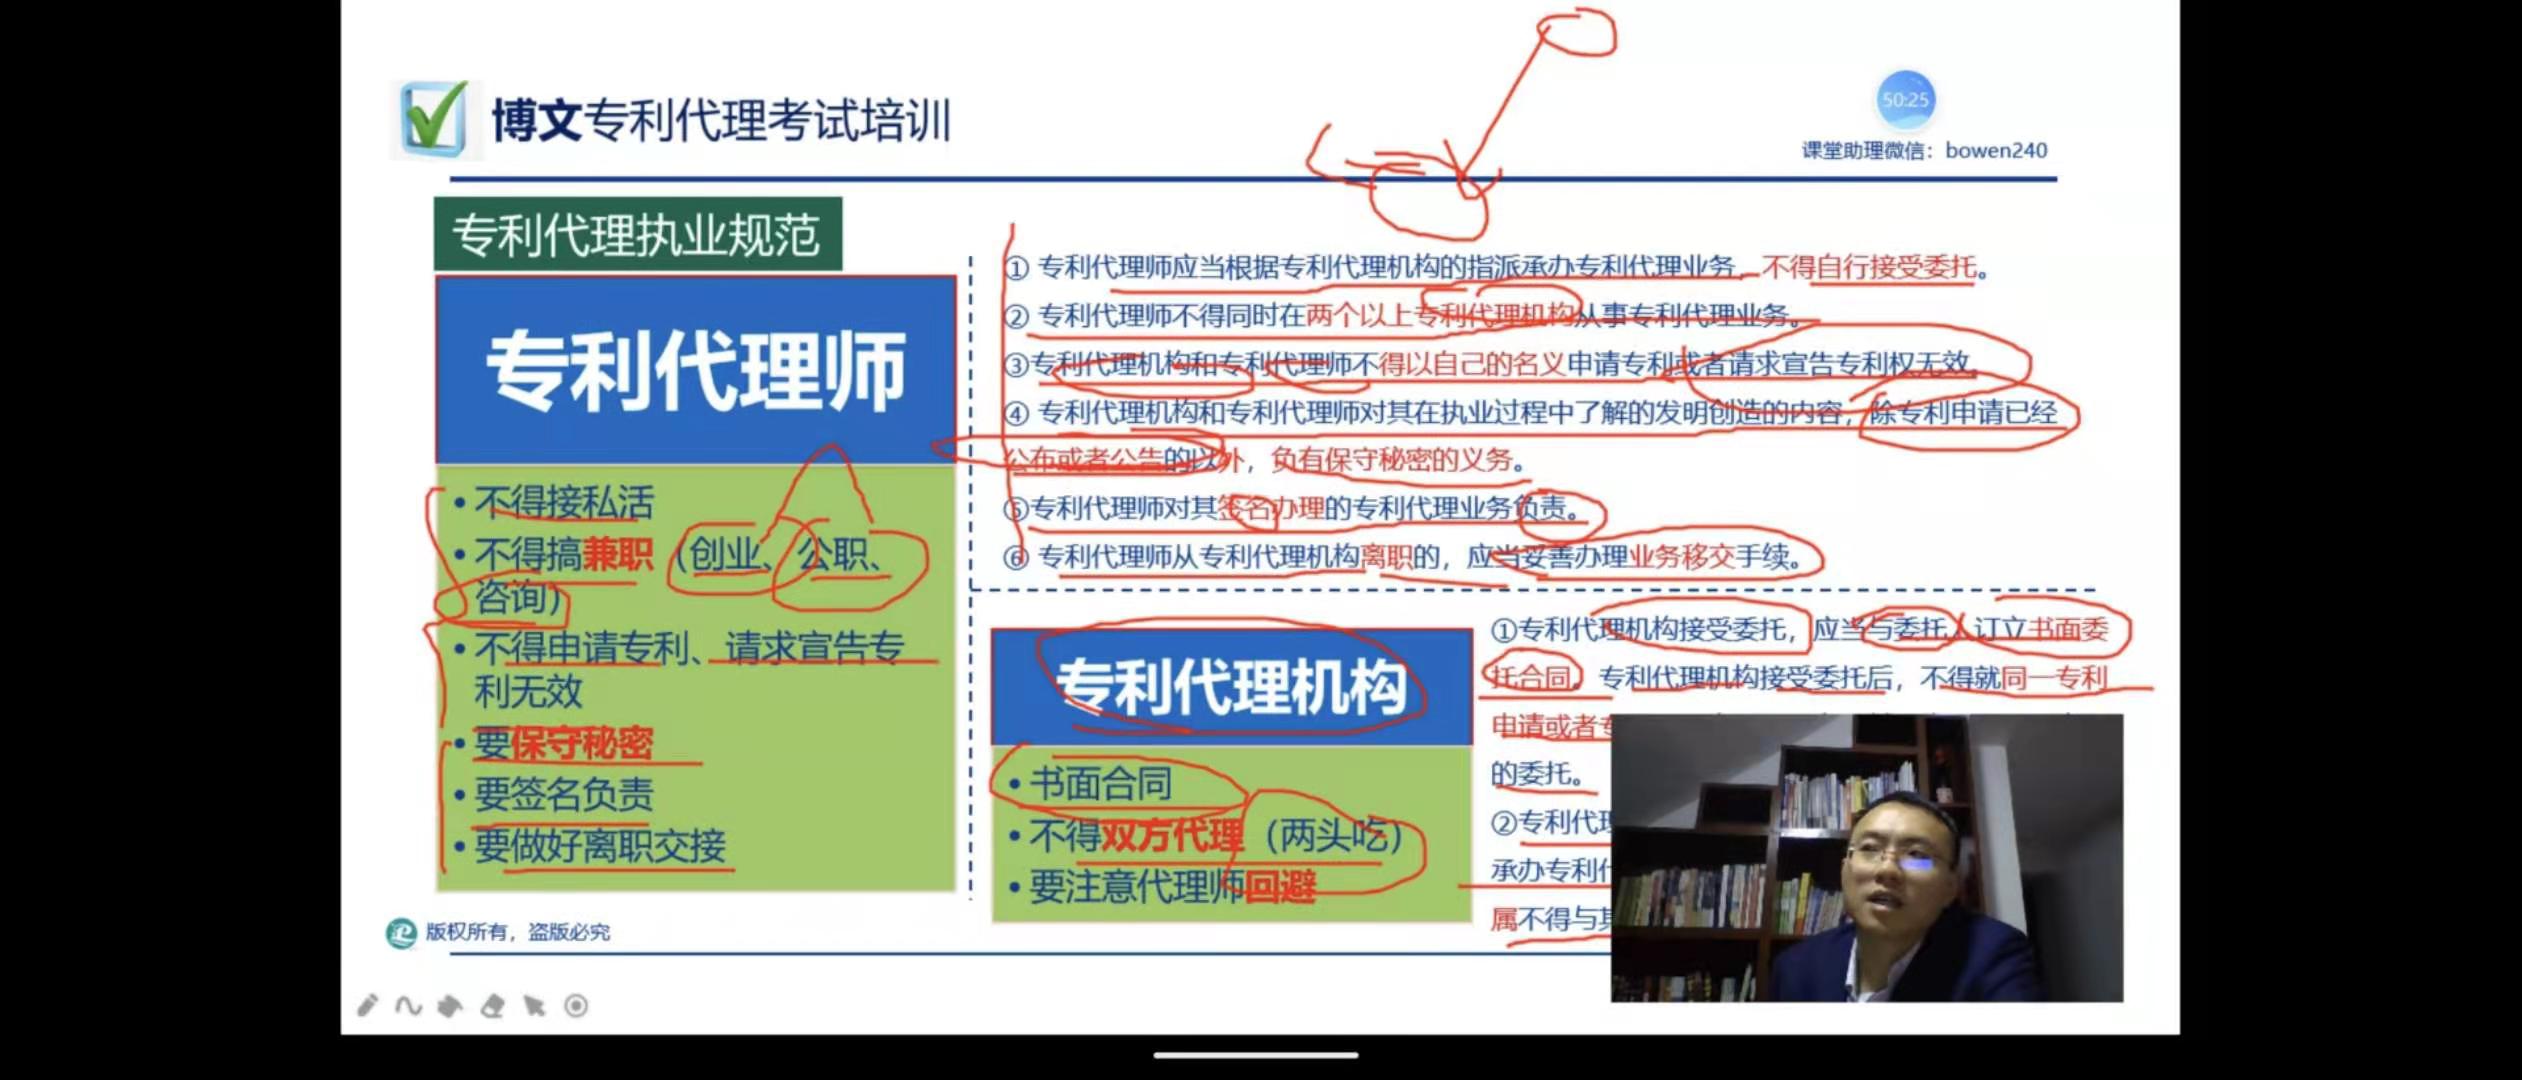 博文专利代理考试培训
50:25
课堂助理微信：bowen240
专利代理执业规范
专利代理师
• 不得接私活
• 不得搞兼职（创业、公职、
咨询）
• 不得申请专利、请求宣告专
利无效
• 要保守秘密
• 要签名负责
• 要做好离职交接
① 专利代理师应当根据专利代理机构的指派承办专利代理业务，不得自行接受委托。
② 专利代理师不得同时在两个以上专利代理机构从事专利代理业务。
③专利代理机构和专利代理师不得以自己的名义申请专利或者请求宣告专利权无效。
④ 专利代理机构和专利代理师对其在执业过程中了解的发明创造的内容，除专利申请已经
公布或者公告的以外，负有保守秘密的义务。
⑤专利代理师对其签名办理的专利代理业务负责。
⑥ 专利代理师从专利代理机构离职的，应当妥善办理业务移交手续。
专利代理机构
• 书面合同
• 不得双方代理（两头吃）
• 要注意代理师回避
①专利代理机构接受委托，应当与委托人订立书面委
托合同。专利代理机构接受委托后，不得就同一专利
申请或者专
的委托。
②专利代理
承办专利代
属不得与其
版权所有，盗版必究